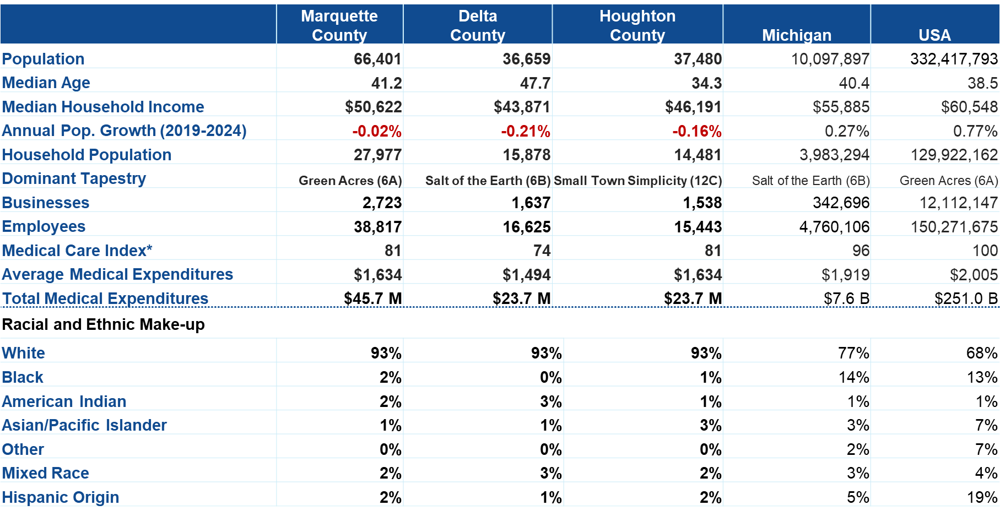 Marquette County Delta County Houghton County Michigan USA
Population 66,401 36,659 37,480 10,097,897 332,417,793
Median Age 41.2 47.7 34.3 40.4 38.5
Median Household Income $50,622 $43,871 $46,191 $55,885 $60,548
Annual Pop. Growth (2019-2024) -0.02% -0.21% -0.16% 0.27% 0.77%
Household Population 27,977 15,878 14,481 3,983,294 129,922,162
Dominant Tapestry Green Acres (6A) Salt of the Earth (6B) Small Town Simplicity (12C) Salt of the Earth (6B) Green Acres (6A)
Businesses 2,723 1,637 1,538 342,696 12,112,147
Employees 38,817 16,625 15,443 4,760,106 150,271,675
Medical Care Index* 81 74 81 96 100
Average Medical Expenditures $1,634 $1,494 $1,634 $1,919 $2,005
Total Medical Expenditures $45.7 M $23.7 M $23.7 M $7.6 B $251.0 B
Racial and Ethnic Make-up
White 93% 93% 93% 77% 68%
Black 2% 0% 1% 14% 13%
American Indian 2% 3% 1% 1% 1%
Asian/Pacific Islander 1% 1% 3% 3% 7%
Other 0% 0% 0% 2% 7%
Mixed Race 2% 3% 2% 3% 4%
Hispanic Origin 2% 1% 2% 5% 19%